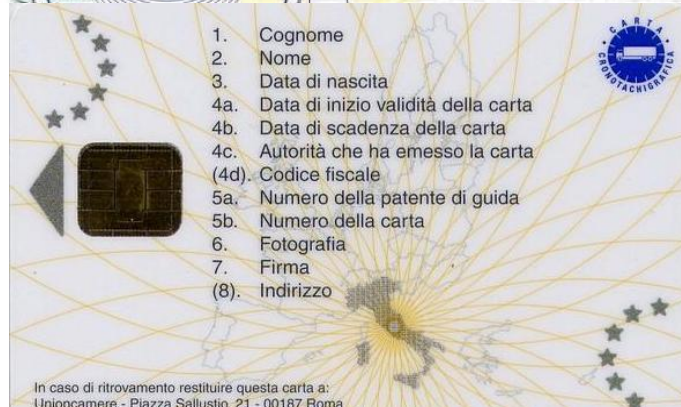 1. Cognome
2. Nome
3. Data di nascita
4a. Data di inizio validità della carta
4b. Data di scadenza della carta
4c. Autorità che ha emesso la carta
(4d). Codice fiscale
5a. Numero della patente di guida
5b. Numero della carta
6. Fotografia
7. Firma
(8). Indirizzo
CARTA
CRONOTACHIGRAFICA
In caso di ritrovamento restituire questa carta a:
Unioncamere - Piazza Sallustio, 21 - 00187 Roma